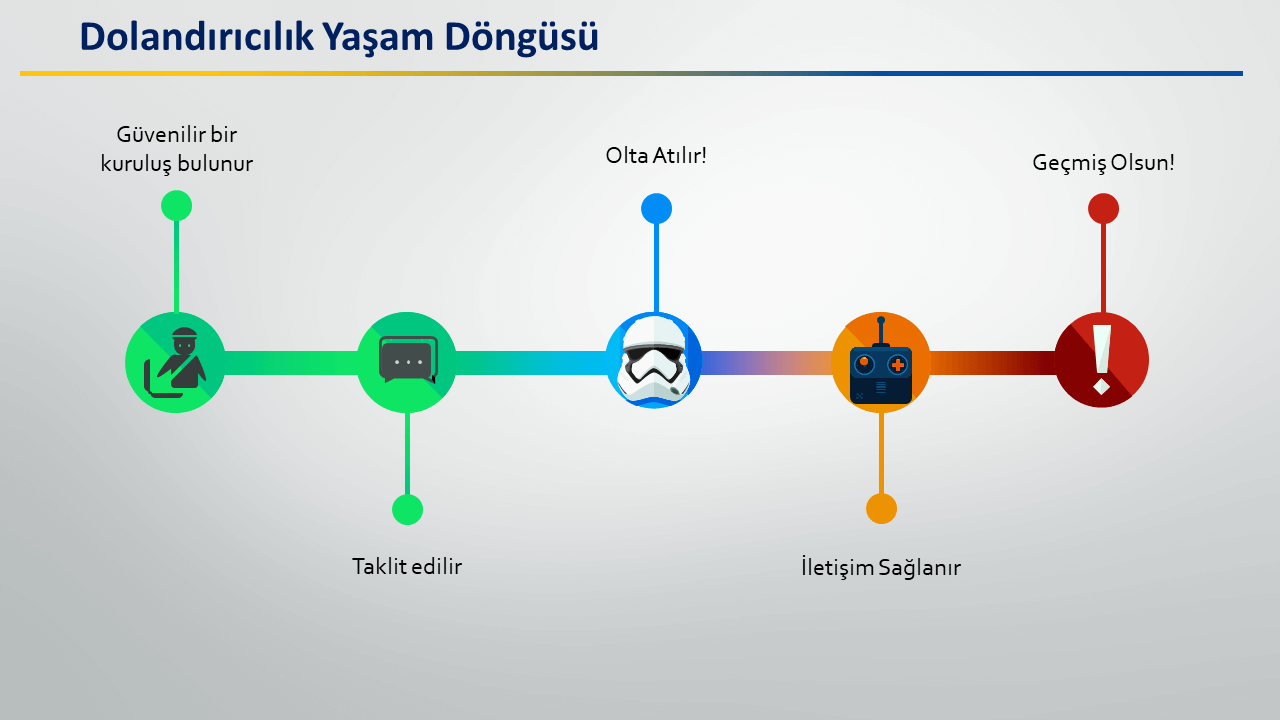 Dolandırıcılık Yaşam Döngüsü
Güvenilir bir
kuruluş bulunur
Taklit edilir
Olta Atılır!
İletişim Sağlanır
Geçmiş Olsun!